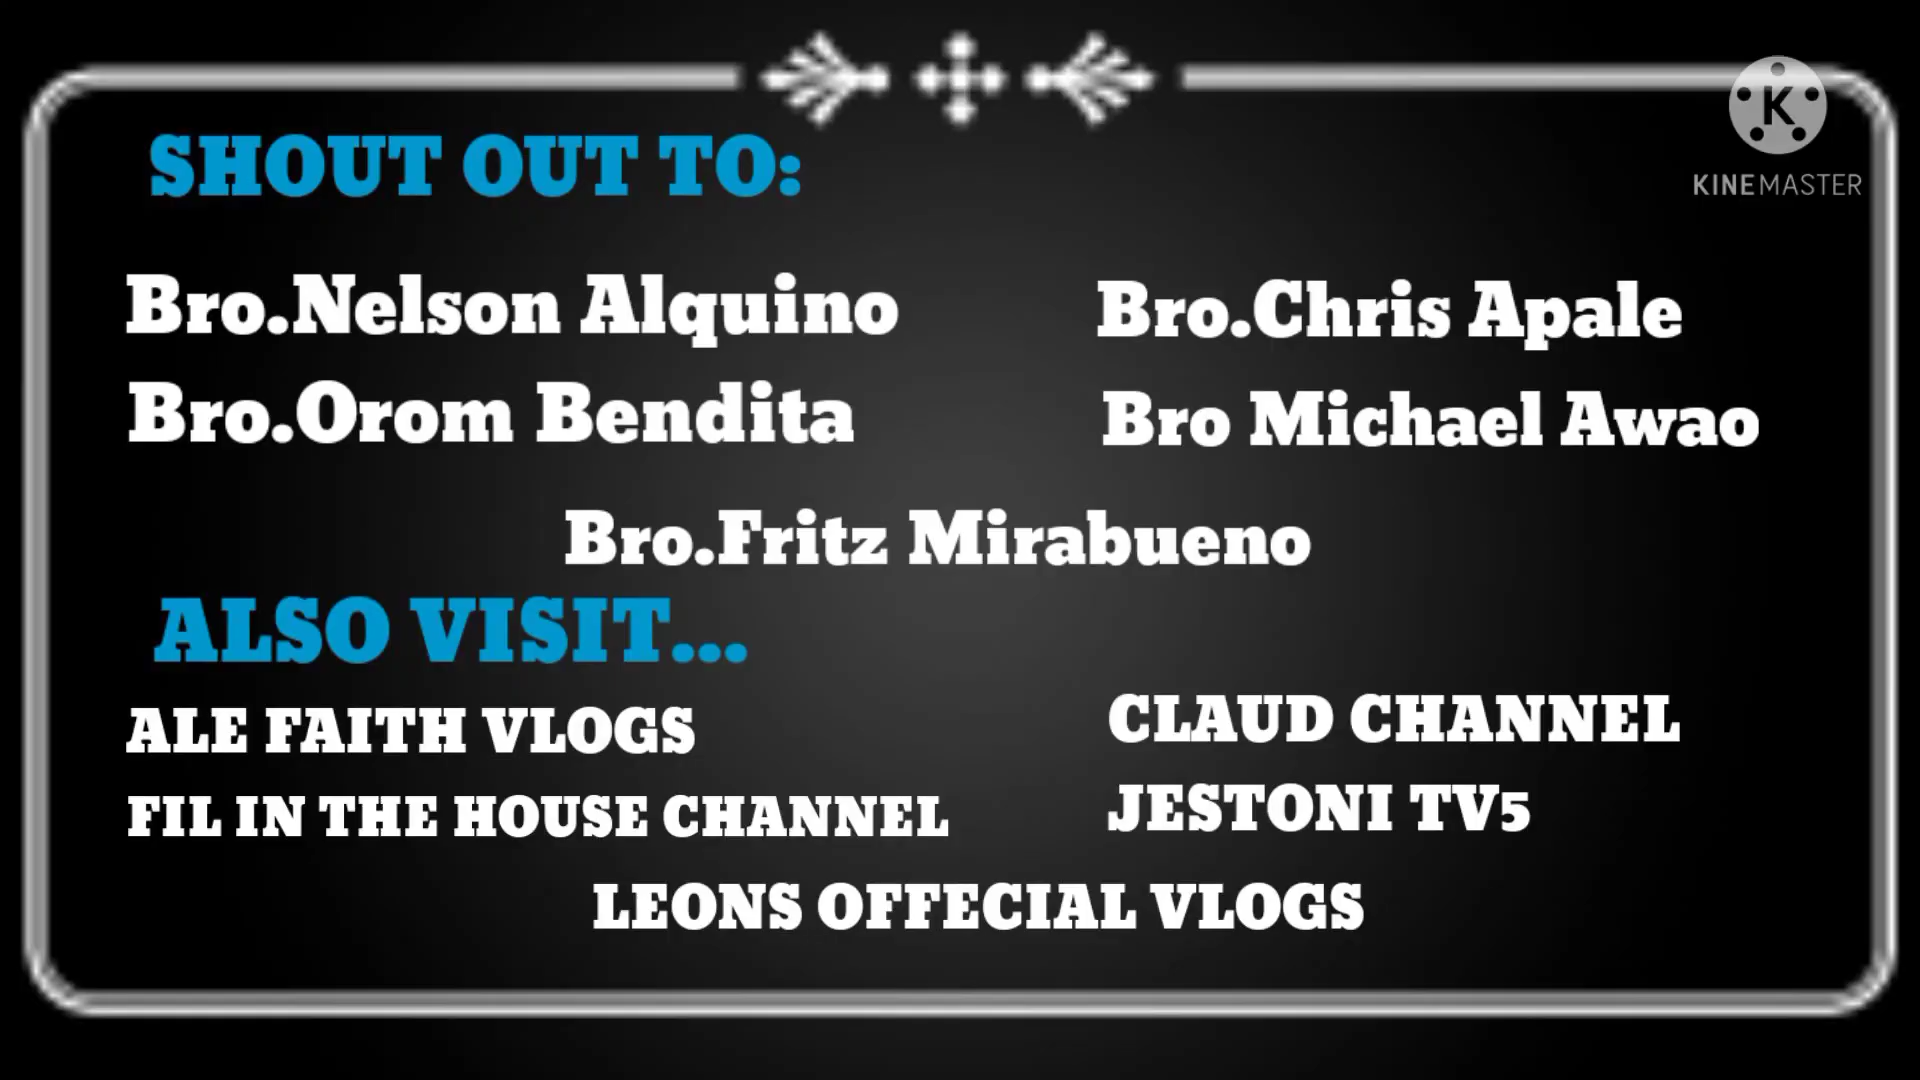 KINEMASTER
SHOUT OUT TO:
Bro.Nelson Alquino
Bro.Chris Apale
Bro.Orom Bendita
Bro Michael Awao
Bro.Fritz Mirabueno
ALSO VISIT...
ALE FAITH VLOGS
CLAUD CHANNEL
FIL IN THE HOUSE CHANNEL
JESTONI TV5
LEONS OFFECIAL VLOGS